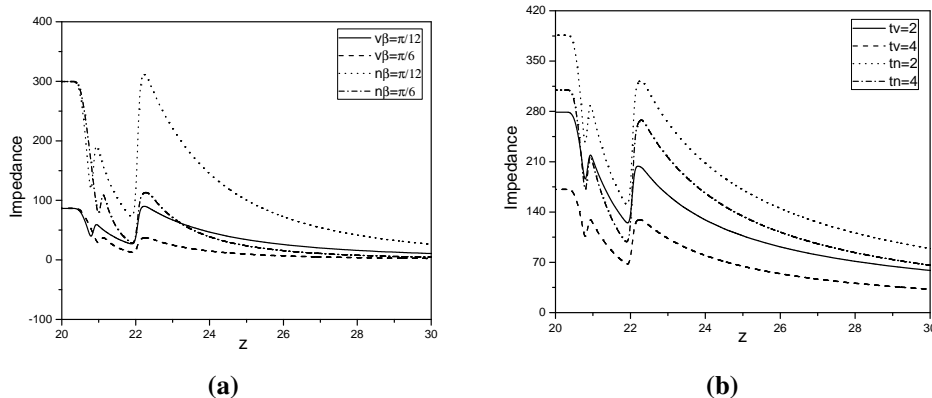 400
300
200
100
0
-100
Impedance
20
22
24
26
28
30
z
vβ=π/12
vβ=π/6
nβ=π/12
nβ=π/6
(a)
420
350
280
210
140
70
0
Impedance
20
22
24
26
28
30
z
tv=2
tv=4
tn=2
tn=4
(b)